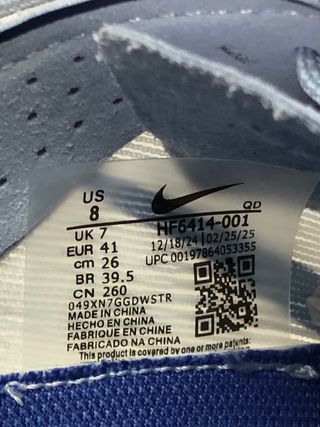 US
8
UK 7
EUR 41
cm 26
BR 39.5
CN 260
QD
HF6414-001
12/18/24 | 02/25/25
UPC 00197864053355
049XN7GGDWSTR
MADE IN CHINA
HECHO EN CHINA
FABRIQUE EN CHINE
FABRICADO NA CHINA
This product is covered by one or more patents: